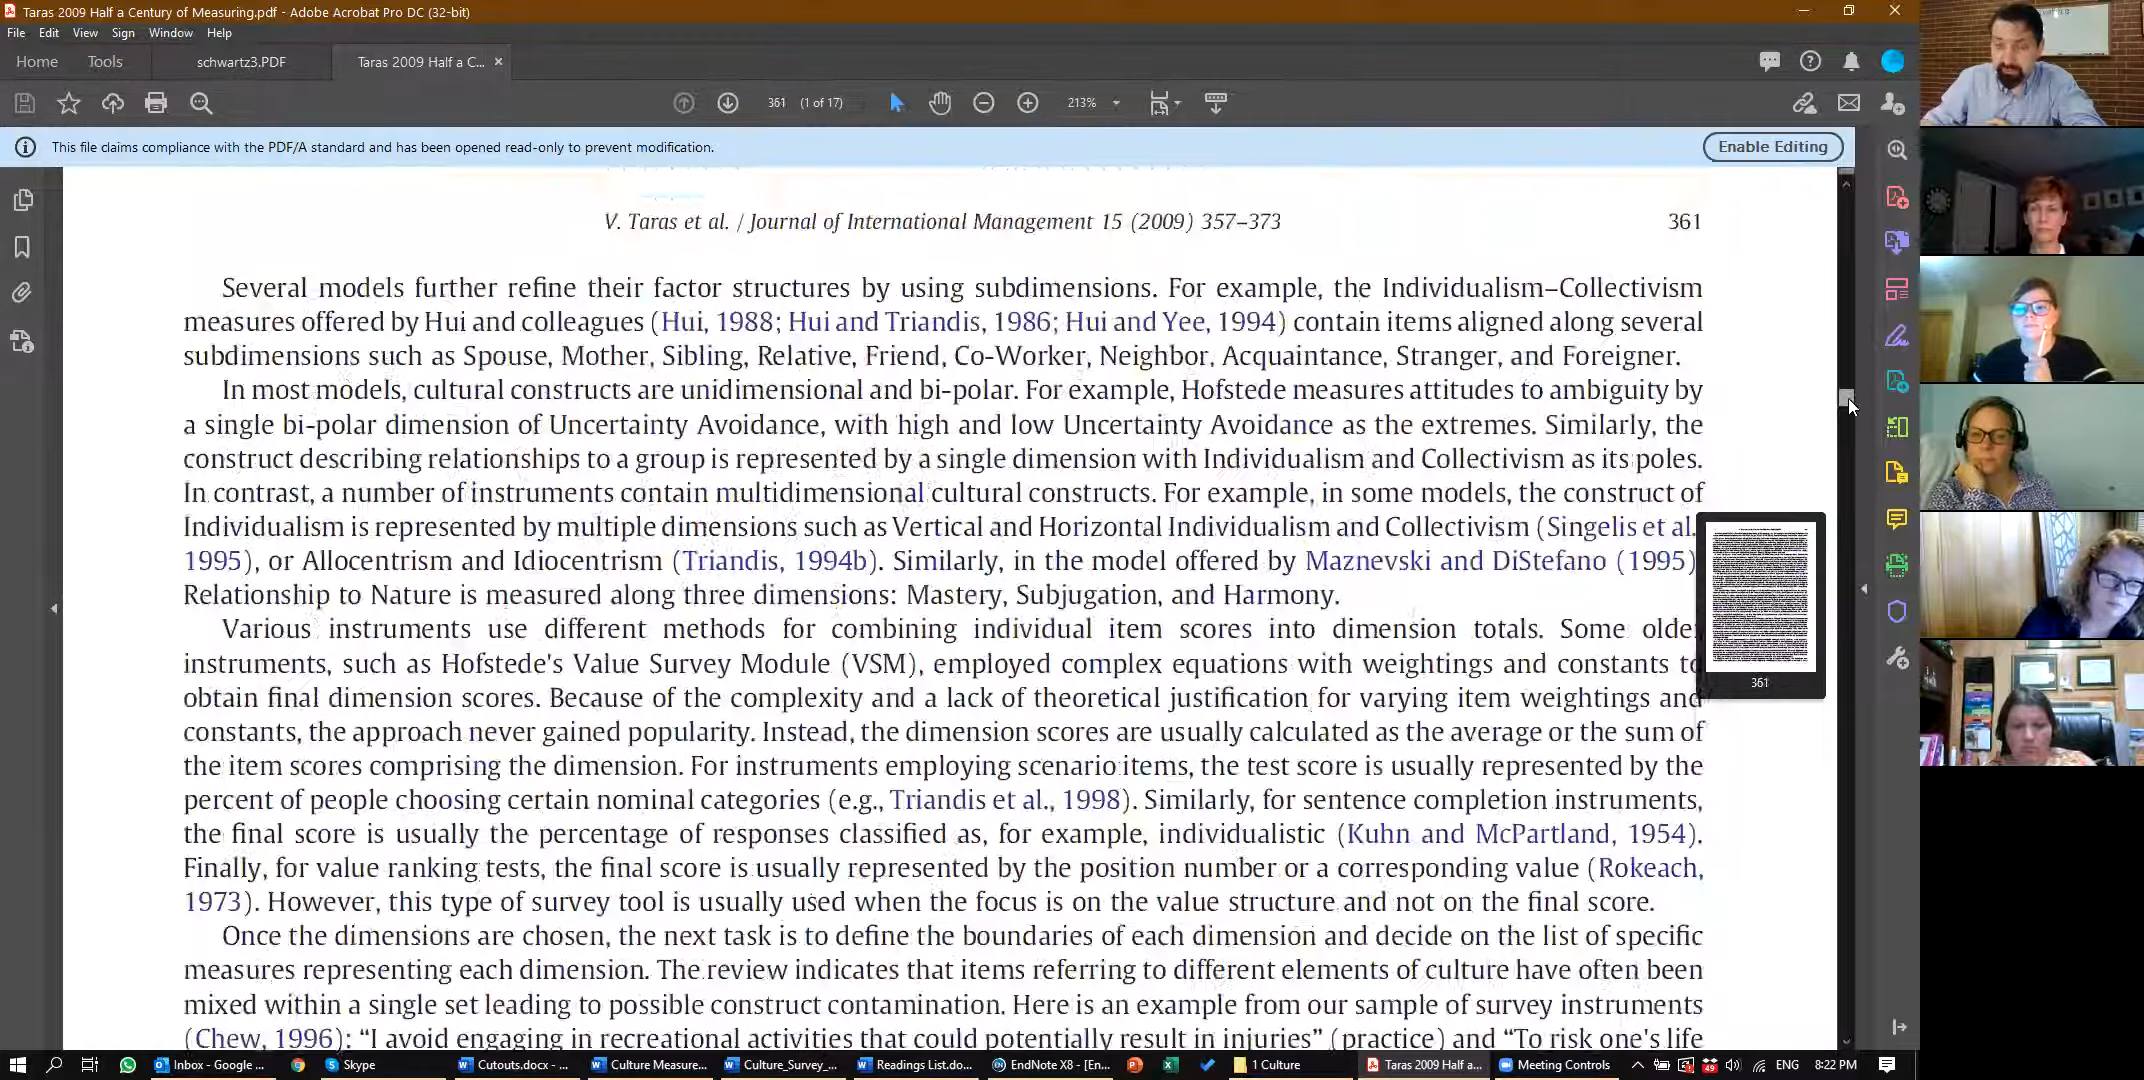 Taras 2009 Half a Century of Measuring.pdf - Adobe Acrobat Pro DC (32-bit)
File Edit View Sign Window Help
Home Tools schwartz3.PDF Taras 2009 Half a C... ×
361 (1 of 17) 213%
This file claims compliance with the PDF/A standard and has been opened read-only to prevent modification. Enable Editing
V. Taras et al. / Journal of International Management 15 (2009) 357–373 361
Several models further refine their factor structures by using subdimensions. For example, the Individualism–Collectivism
measures offered by Hui and colleagues (Hui, 1988; Hui and Triandis, 1986; Hui and Yee, 1994) contain items aligned along several
subdimensions such as Spouse, Mother, Sibling, Relative, Friend, Co-Worker, Neighbor, Acquaintance, Stranger, and Foreigner.
In most models, cultural constructs are unidimensional and bi-polar. For example, Hofstede measures attitudes to ambiguity by
a single bi-polar dimension of Uncertainty Avoidance, with high and low Uncertainty Avoidance as the extremes. Similarly, the
construct describing relationships to a group is represented by a single dimension with Individualism and Collectivism as its poles.
In contrast, a number of instruments contain multidimensional cultural constructs. For example, in some models, the construct of
Individualism is represented by multiple dimensions such as Vertical and Horizontal Individualism and Collectivism (Singelis et al.
1995), or Allocentrism and Idiocentrism (Triandis, 1994b). Similarly, in the model offered by Maznevski and DiStefano (1995)
Relationship to Nature is measured along three dimensions: Mastery, Subjugation, and Harmony.
Various instruments use different methods for combining individual item scores into dimension totals. Some older
instruments, such as Hofstede's Value Survey Module (VSM), employed complex equations with weightings and constants to
obtain final dimension scores. Because of the complexity and a lack of theoretical justification for varying item weightings and
361
constants, the approach never gained popularity. Instead, the dimension scores are usually calculated as the average or the sum of
the item scores comprising the dimension. For instruments employing scenario items, the test score is usually represented by the
percent of people choosing certain nominal categories (e.g., Triandis et al., 1998). Similarly, for sentence completion instruments,
the final score is usually the percentage of responses classified as, for example, individualistic (Kuhn and McPartland, 1954).
Finally, for value ranking tests, the final score is usually represented by the position number or a corresponding value (Rokeach,
1973). However, this type of survey tool is usually used when the focus is on the value structure and not on the final score.
Once the dimensions are chosen, the next task is to define the boundaries of each dimension and decide on the list of specific
measures representing each dimension. The review indicates that items referring to different elements of culture have often been
mixed within a single set leading to possible construct contamination. Here is an example from our sample of survey instruments
(Chew, 1996): “I avoid engaging in recreational activities that could potentially result in injuries” (practice) and “To risk one's life
Inbox - Google ... Skype Cutouts.docx - ... Culture Measure... Culture_Survey_... Readings List.do... EndNote X8 - [En... 1 Culture Taras 2009 Half a... Meeting Controls 49 ENG 8:22 PM